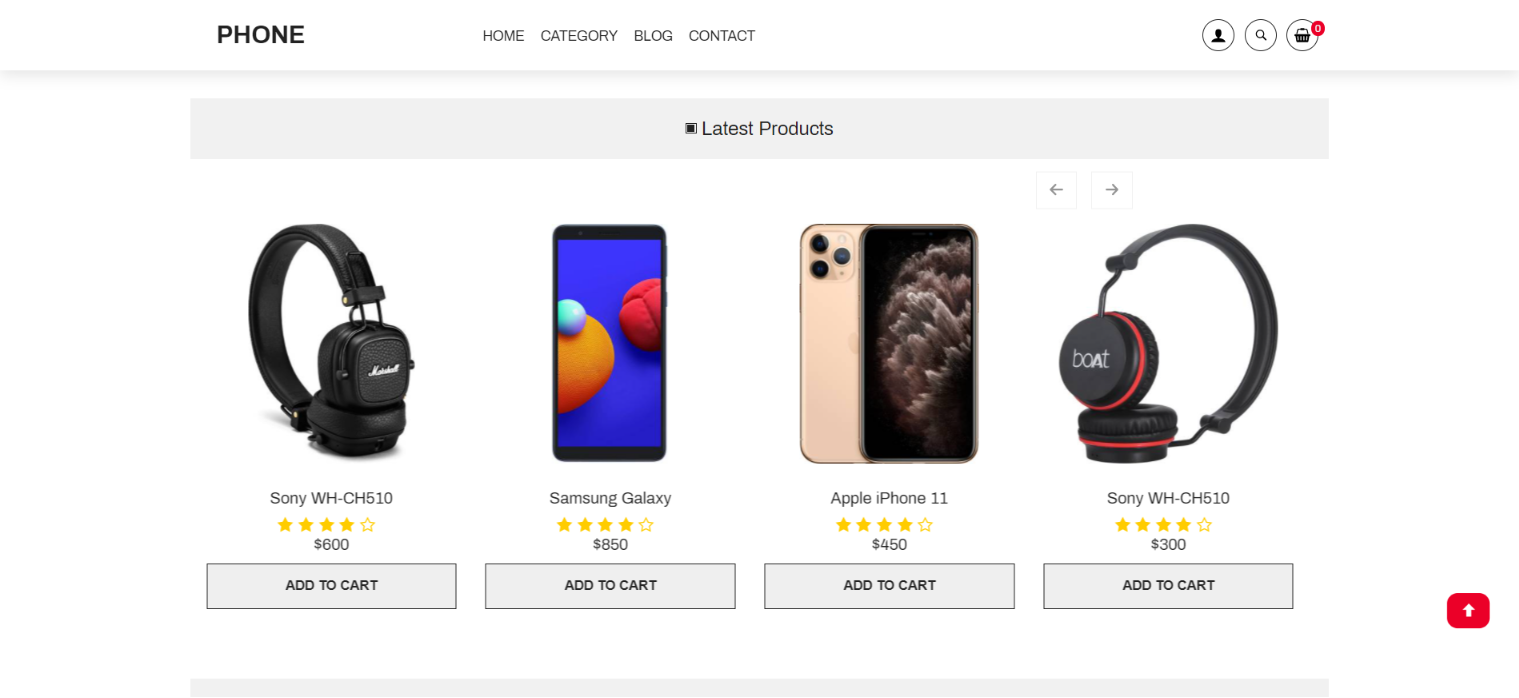 PHONE
HOME CATEGORY BLOG CONTACT
0
Latest Products
Marshall
boAt
Sony WH-CH510
Samsung Galaxy
Apple iPhone 11
Sony WH-CH510
$600
$850
$450
$300
ADD TO CART
ADD TO CART
ADD TO CART
ADD TO CART